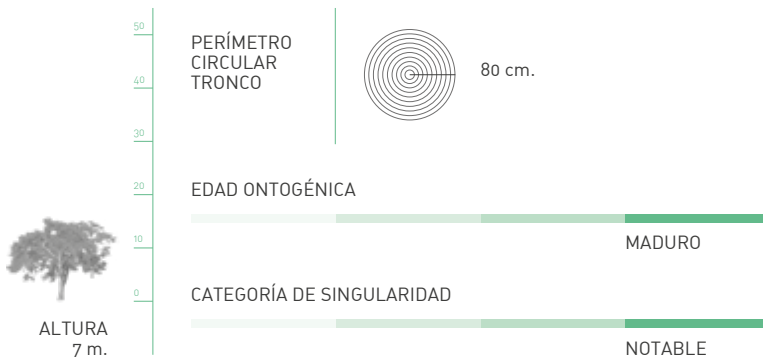 50
40
30
20
10
0
ALTURA
7 m.
PERÍMETRO
CIRCULAR
TRONCO
80 cm.
EDAD ONTOGÉNICA
MADURO
CATEGORÍA DE SINGULARIDAD
NOTABLE